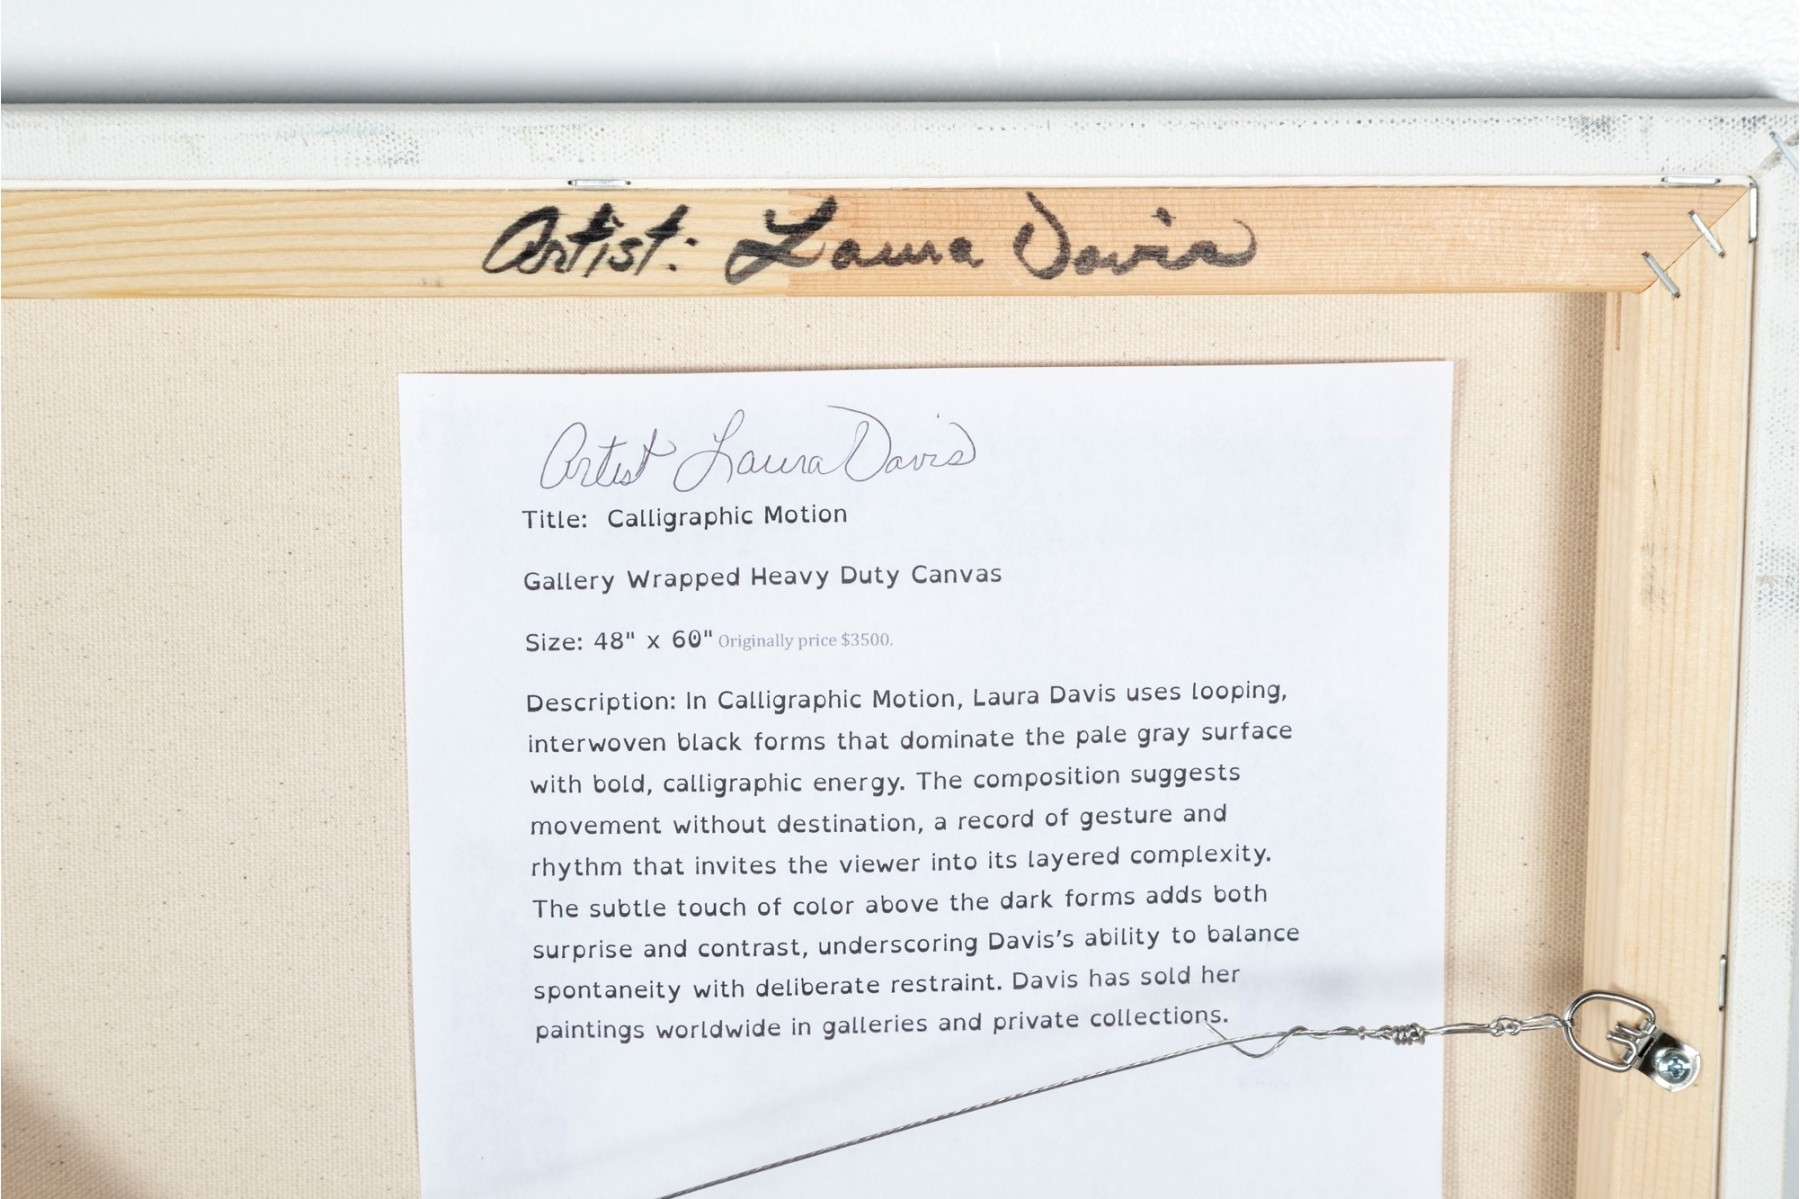 Artist: Laura Davis
Artist Laura Davis
Title: Calligraphic Motion
Gallery Wrapped Heavy Duty Canvas
Size: 48" x 60" Originally price $3500.
Description: In Calligraphic Motion, Laura Davis uses looping,
interwoven black forms that dominate the pale gray surface
with bold, calligraphic energy. The composition suggests
movement without destination, a record of gesture and
rhythm that invites the viewer into its layered complexity.
The subtle touch of color above the dark forms adds both
surprise and contrast, underscoring Davis’s ability to balance
spontaneity with deliberate restraint. Davis has sold her
paintings worldwide in galleries and private collections.